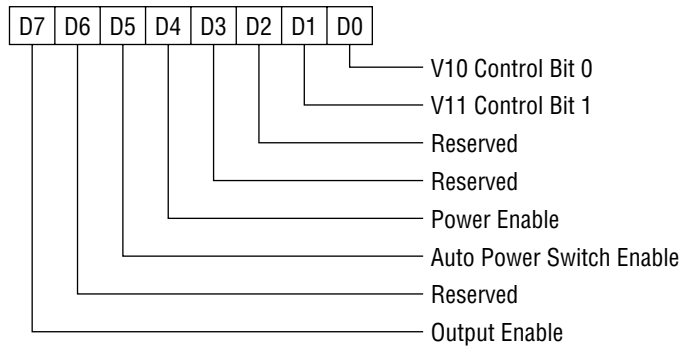 D7 D6 D5 D4 D3 D2 D1 D0
V10 Control Bit 0
V11 Control Bit 1
Reserved
Reserved
Power Enable
Auto Power Switch Enable
Reserved
Output Enable